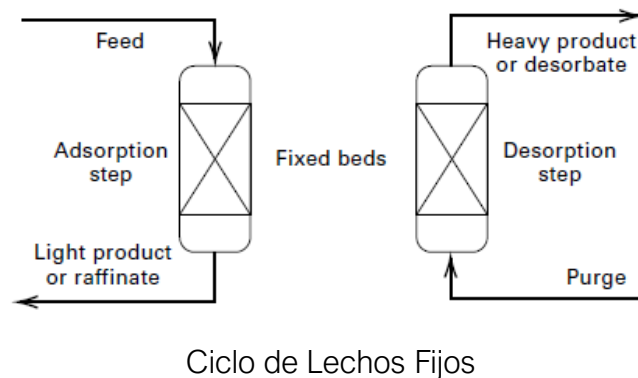 Feed
Heavy product
or desorbate
Adsorption
step
Fixed beds
Desorption
step
Light product
or raffinate
Purge
Ciclo de Lechos Fijos